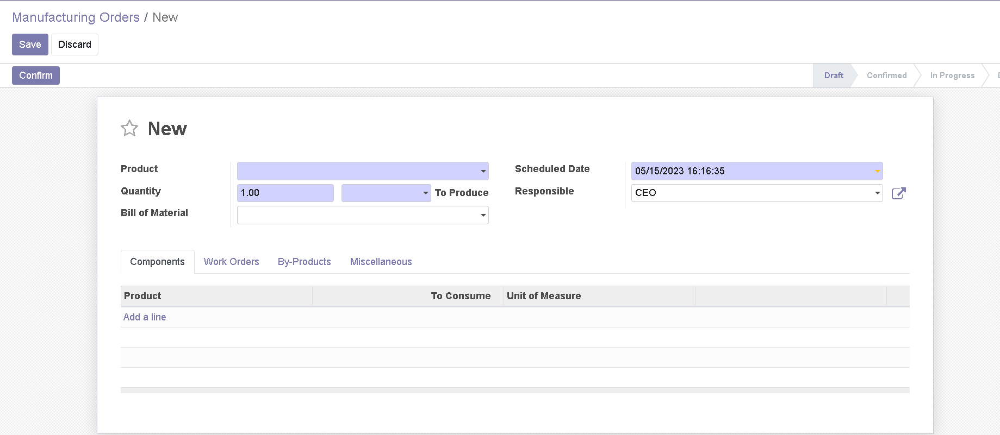 Manufacturing Orders / New
Save Discard
Confirm Draft Confirmed In Progress
New
Product Scheduled Date 05/15/2023 16:16:35
Quantity 1.00 To Produce Responsible CEO
Bill of Material
Components Work Orders By-Products Miscellaneous
Product To Consume Unit of Measure
Add a line